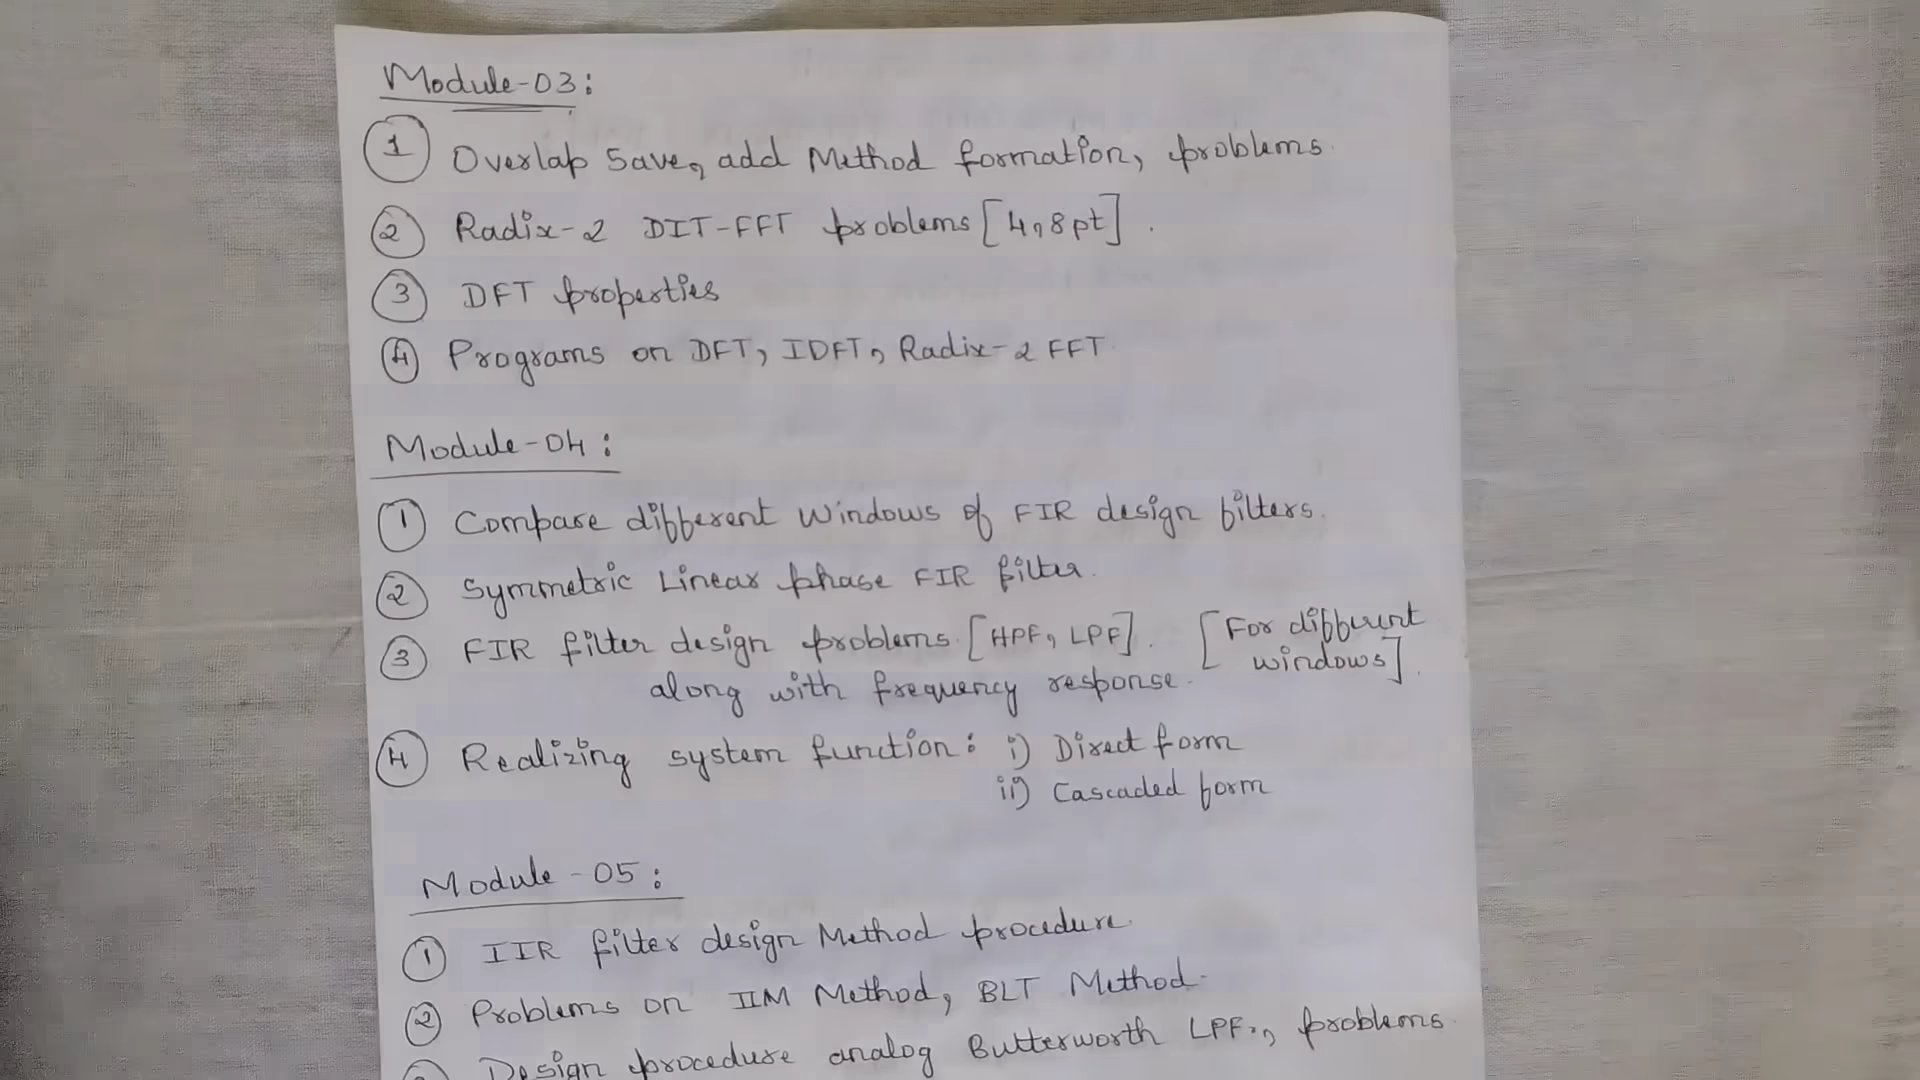 Module-03:
1 Overlap Save, add Method formation, problems.
2 Radix-2 DIT-FFT problems [4,8pt].
3 DFT properties
4 Programs on DFT, IDFT, Radix-2 FFT.
Module-04:
1 Compare different windows of FIR design filters.
2 Symmetric Linear phase FIR filter.
3 FIR filter design problems. [HPF, LPF]. [For different
along with frequency response. windows].
4 Realizing system function: i) Direct form
ii) Cascaded form
Module-05:
1 IIR filter design Method procedure.
2 Problems on IIM Method, BLT Method.
3 Design procedure analog Butterworth LPF., problems.